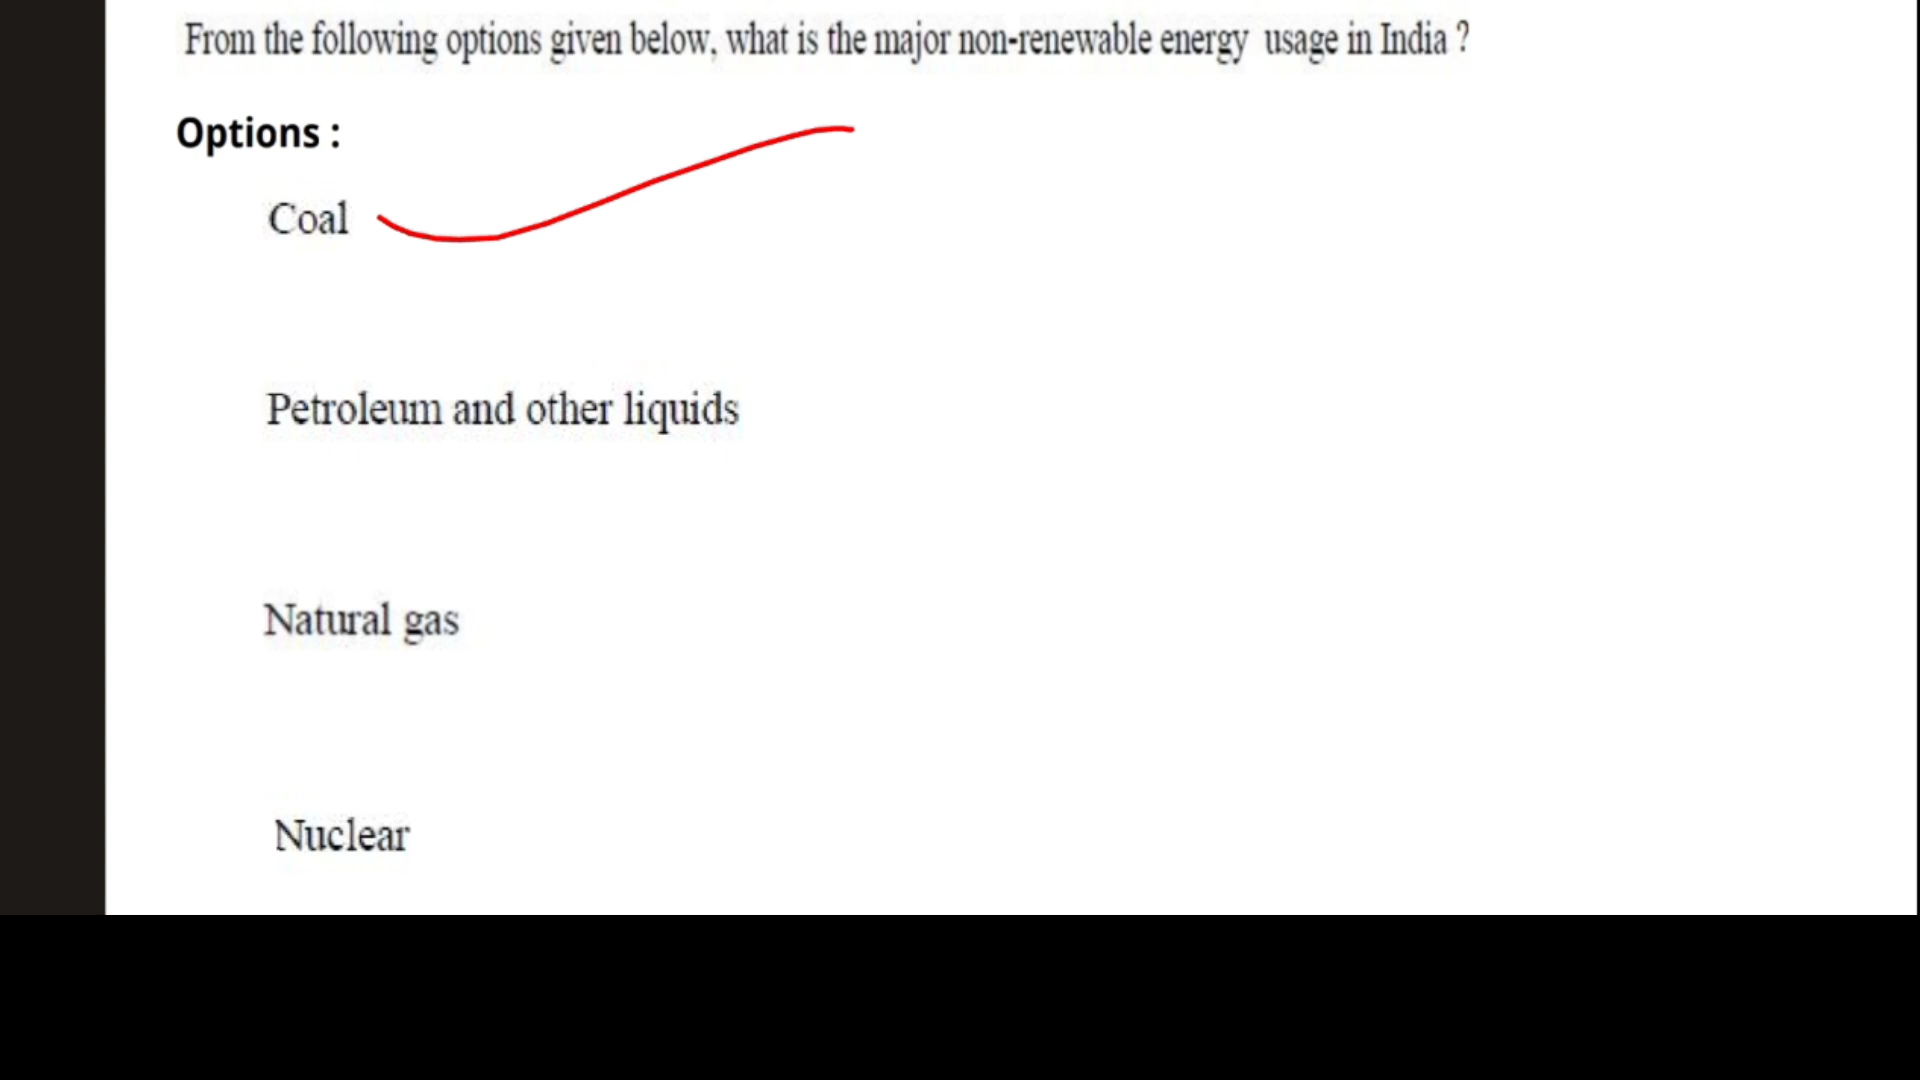 From the following options given below, what is the major non-renewable energy usage in India ?
Options :
Coal
Petroleum and other liquids
Natural gas
Nuclear